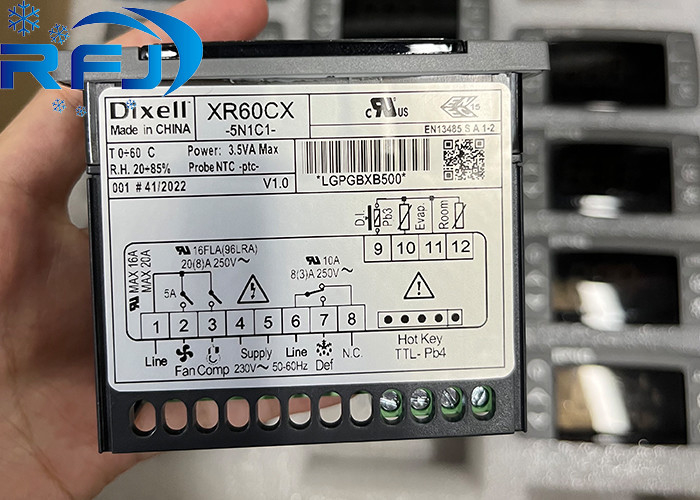 RFJ
Dixell
Made in CHINA
XR60CX
-5N1C1-
C UL US
15
EN13485 S A 1-2
T 0÷60 C
Power: 3.5VA Max
R.H. 20÷85%
Probe NTC -ptc-
001 # 41/2022
V1.0
*LGPGBXB500*
D.I.
Pb3
Evap.
Room
9 10 11 12
MAX 16A
MAX 20A
16FLA(96LRA)
20(8)A 250V~
10A
8(3)A 250V~
5A
1 2 3 4 5 6 7 8
Line
Fan
Comp
Supply
230V~ 50-60Hz
Line
Def
N.C.
Hot Key
TTL- Pb4